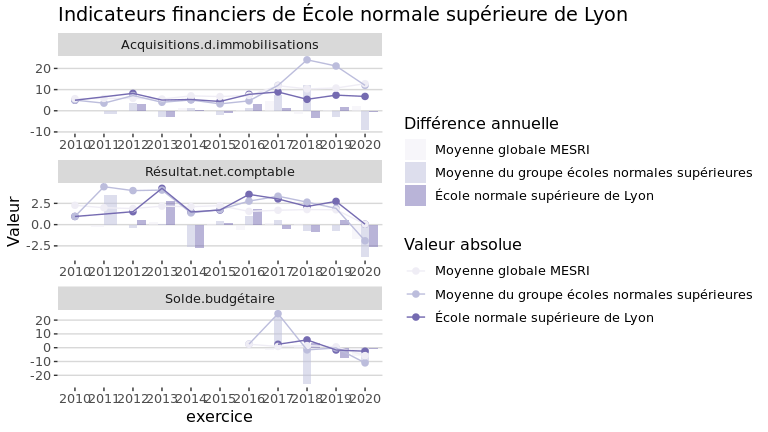 Indicateurs financiers de École normale supérieure de Lyon
Acquisitions.d.immobilisations
20
10
0
-10
2010 2011 2012 2013 2014 2015 2016 2017 2018 2019 2020
Résultat.net.comptable
2.5
0.0
-2.5
2010 2011 2012 2013 2014 2015 2016 2017 2018 2019 2020
Solde.budgétaire
20
10
0
-10
-20
2010 2011 2012 2013 2014 2015 2016 2017 2018 2019 2020
exercice
Valeur
Différence annuelle
Moyenne globale MESRI
Moyenne du groupe écoles normales supérieures
École normale supérieure de Lyon
Valeur absolue
Moyenne globale MESRI
Moyenne du groupe écoles normales supérieures
École normale supérieure de Lyon